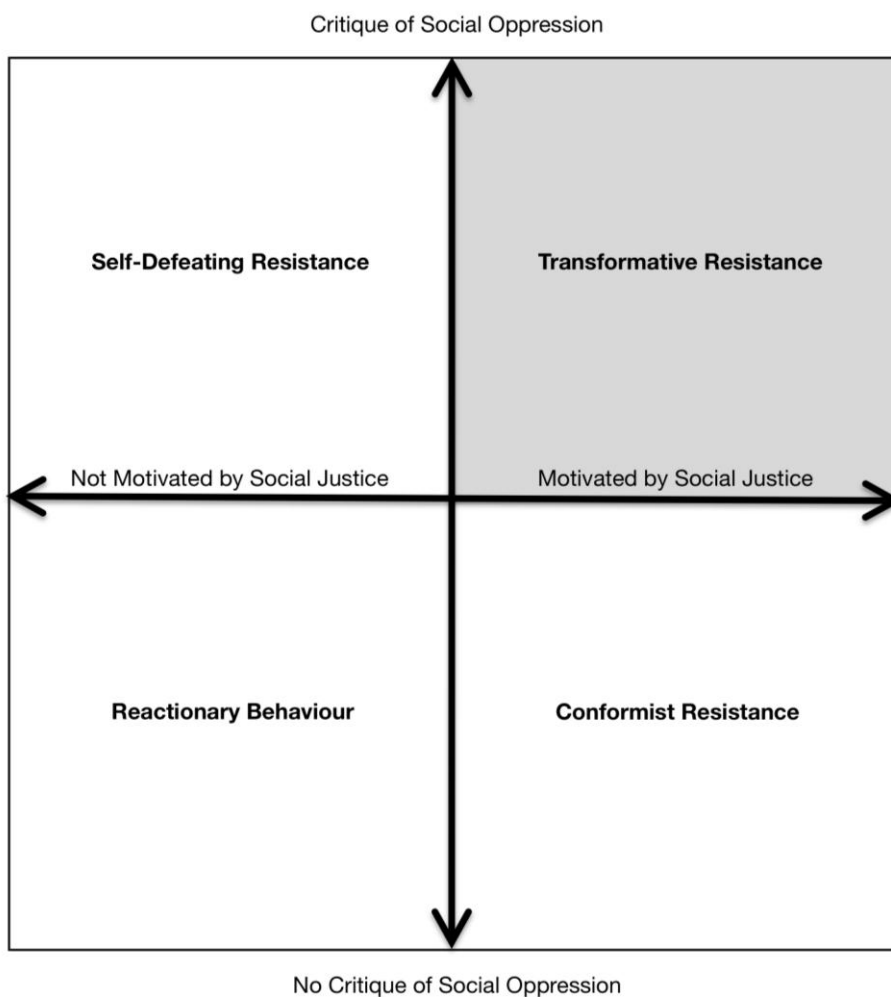 Critique of Social Oppression
Self-Defeating Resistance
Transformative Resistance
Not Motivated by Social Justice
Motivated by Social Justice
Reactionary Behaviour
Conformist Resistance
No Critique of Social Oppression